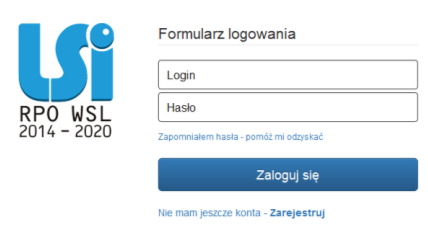 LSi
RPO WSL
2014 - 2020
Formularz logowania
Login
Hasło
Zapomniałem hasła - pomóż mi odzyskać
Zaloguj się
Nie mam jeszcze konta - Zarejestruj